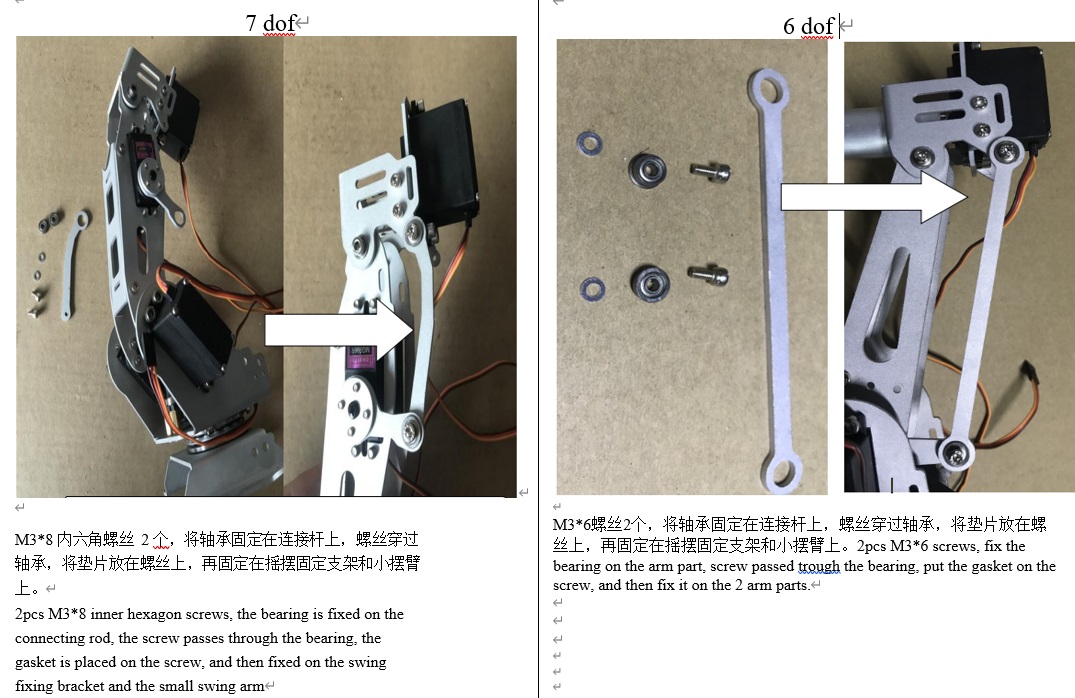 7 dof
M3*8 内六角螺丝 2 个，将轴承固定在连接杆上，螺丝穿过
轴承，将垫片放在螺丝上，再固定在摇摆固定支架和小摆臂
上。
2pcs M3*8 inner hexagon screws, the bearing is fixed on the
connecting rod, the screw passes through the bearing, the
gasket is placed on the screw, and then fixed on the swing
fixing bracket and the small swing arm
6 dof
M3*6螺丝2个，将轴承固定在连接杆上，螺丝穿过轴承，将垫片放在螺
丝上，再固定在摇摆固定支架和小摆臂上。2pcs M3*6 screws, fix the
bearing on the arm part, screw passed trough the bearing, put the gasket on the
screw, and then fix it on the 2 arm parts.